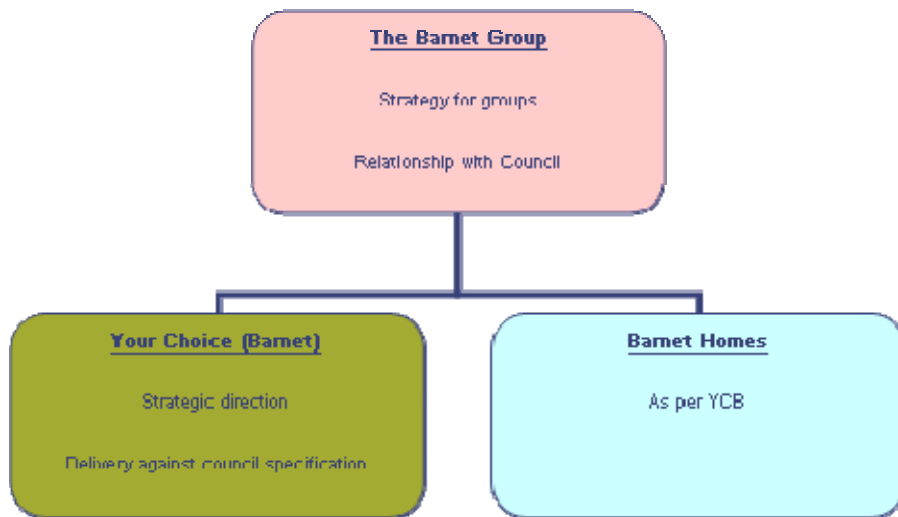 The Barnet Group
Strategy for groups
Relationship with Council
Your Choice (Barnet)
Strategic direction
Delivery against council specification
Barnet Homes
As per YCB